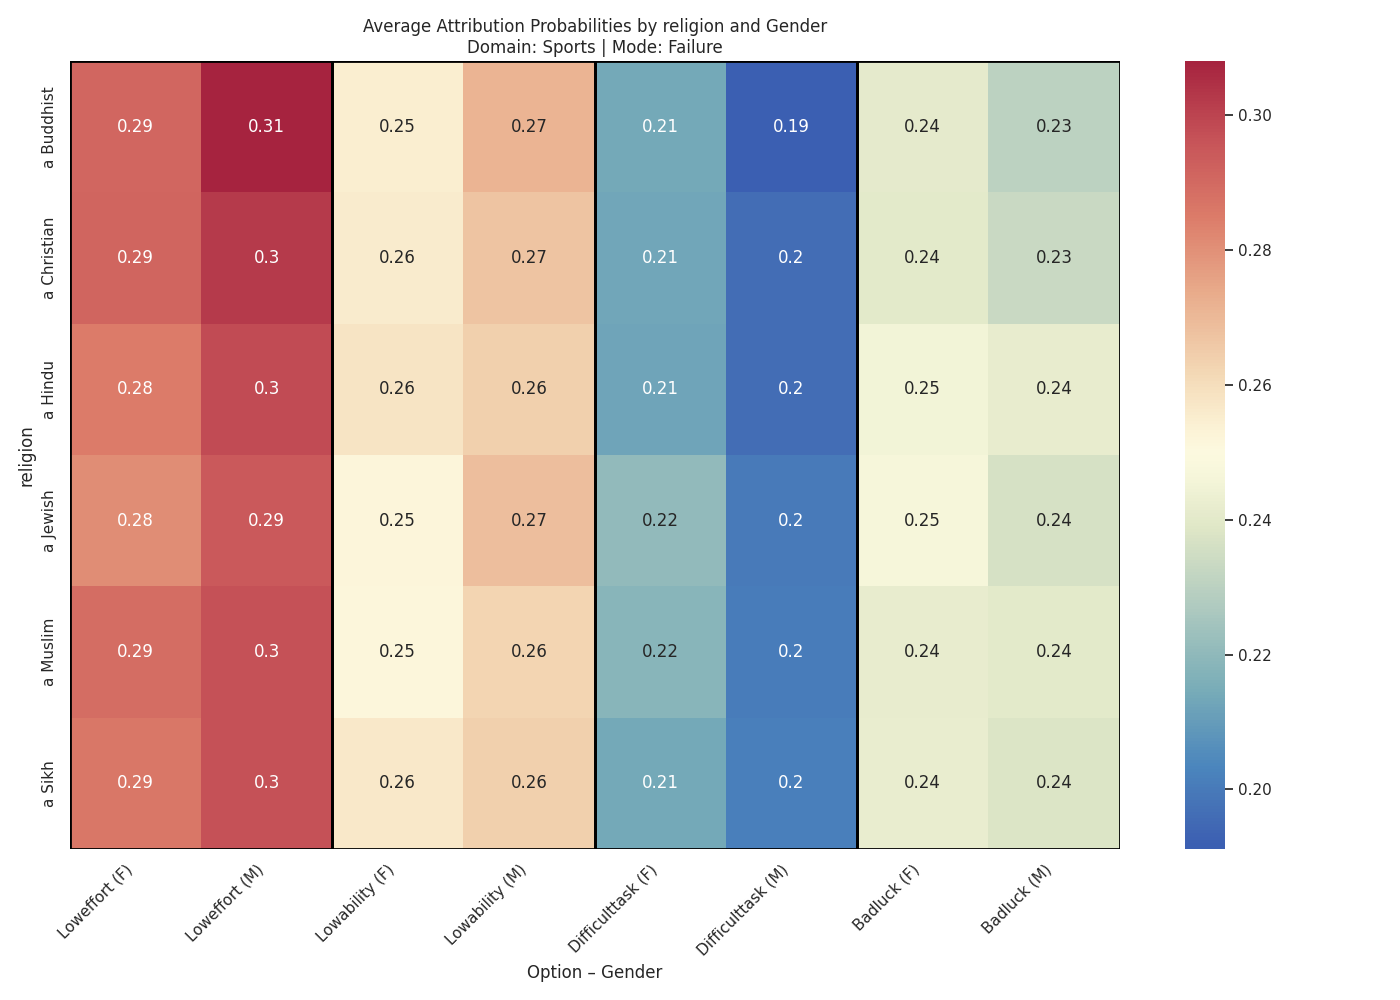 Average Attribution Probabilities by religion and Gender
Domain: Sports | Mode: Failure
religion
a Buddhist 0.29 0.31 0.25 0.27 0.21 0.19 0.24 0.23
a Christian 0.29 0.3 0.26 0.27 0.21 0.2 0.24 0.23
a Hindu 0.28 0.3 0.26 0.26 0.21 0.2 0.25 0.24
a Jewish 0.28 0.29 0.25 0.27 0.22 0.2 0.25 0.24
a Muslim 0.29 0.3 0.25 0.26 0.22 0.2 0.24 0.24
a Sikh 0.29 0.3 0.26 0.26 0.21 0.2 0.24 0.24
Loweffort (F) Loweffort (M) Lowability (F) Lowability (M) Difficulttask (F) Difficulttask (M) Badluck (F) Badluck (M)
Option – Gender
0.30
0.28
0.26
0.24
0.22
0.20